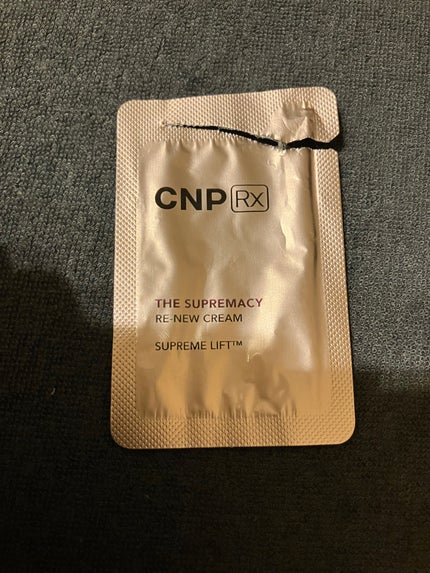 CNP Rx
THE SUPREMACY
RE-NEW CREAM
SUPREME LIFT™